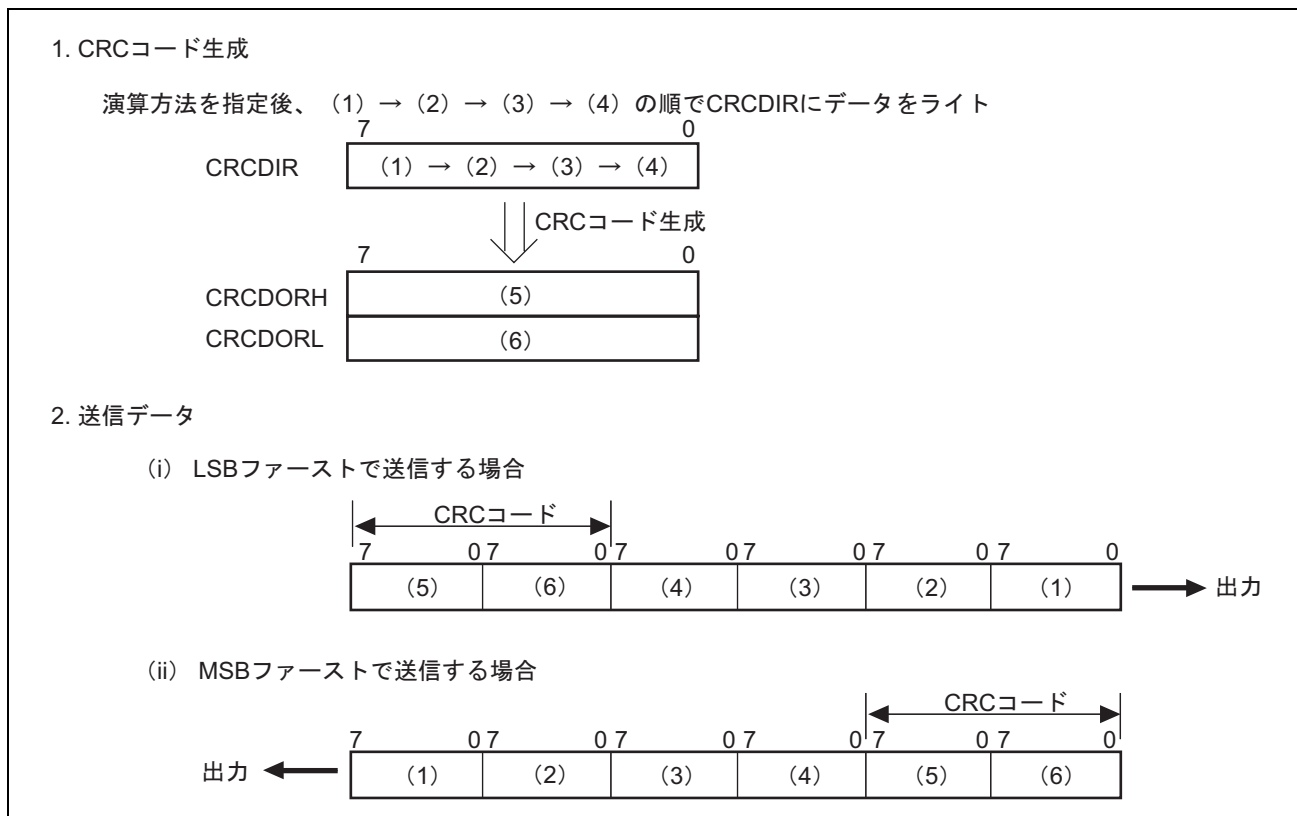 1. CRCコード生成
演算方法を指定後、(1)→(2)→(3)→(4)の順でCRCDIRにデータをライト
7 0
CRCDIR (1)→(2)→(3)→(4)
CRCコード生成
7 0
CRCDORH (5)
CRCDORL (6)
2. 送信データ
(i) LSBファーストで送信する場合
CRCコード
7 0 7 0 7 0 7 0 7 0 7 0
(5) (6) (4) (3) (2) (1) 出力
(ii) MSBファーストで送信する場合
CRCコード
7 0 7 0 7 0 7 0 7 0 7 0
出力 (1) (2) (3) (4) (5) (6)